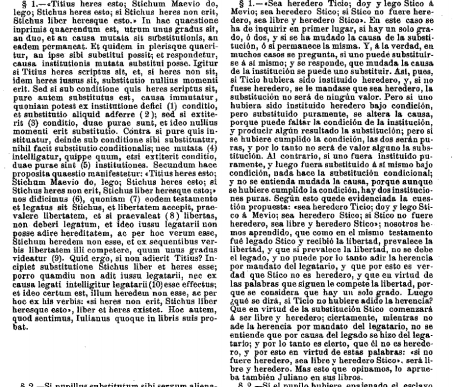 § 1.—«Titius heres esto; Stichum Maevio do,
lego; Stichus heres esto; si Stichus heres non erit,
Stichus liber heresque esto.» In hac quaestione
inprimis quaerendum est, utrum unus gradus sit,
an duo, et an causa mutata sit substitutionis, an
eadem permaneat. Et quidem in plerisque quaeri-
tur, an ipse sibi substitui possit; et respondetur,
causa institutionis mutata substitui posse. Igitur
si Titius heres scriptus sit, et, si heres non sit,
idem heres iussus sit, substitutio nullius momenti
erit. Sed si sub conditione quis heres scriptus sit,
pure autem substitutus est, causa immutatur,
quoniam potest ex institutione defici (1) conditio,
et substitutio aliquid adferre (2); sed si extite-
rit (3) conditio, duae purae sunt, et ideo nullius
momenti erit substitutio. Contra si pure quis in-
stituatur, deinde sub conditione sibi substituatur,
nihil facit substitutio conditionalis; nec mutata (4)
intelligitur, quippe quum, etsi exiterit conditio,
duae purae sint (5) institutiones. Secundum haec
proposita quaestio manifestetur: «Titius heres esto;
Stichum Maevio do, lego; Stichus heres esto; si
Stichus heres non erit, Stichus liber heresque esto»
nos didicimus (6), quoniam (7) eodem testamento
et legatus sit Stichus, et libertatem accepit, prae-
valere libertatem, et si praevaleat (8) libertas,
non deberi legatum, et ideo iussu legatarii non
posse adire hereditatem, ac per hoc verum esse,
Stichum heredem non esse, et ex sequentibus ver-
bis libertatem illi competere, quum unus gradus
videatur (9). Quid ergo, si non adierit Titius? In-
cipiet substitutione Stichus liber et heres esse;
porro quamdiu non adit iussu legatarii, nec ex
causa legati intelligitur legatarii (10) esse effectus;
et ideo certum est, illum heredem non esse, ac per
hoc ex his verbis: «si heres non erit, Stichus liber
heresque esto», liber et heres existet. Hoc autem,
quod sentimus, Iulianus quoque in libris suis pro-
bat.
§ 1.—«Sea heredero Ticio; doy y lego Stico á
Mevio; sea heredero Stico; si Stico no fuere here-
dero, sea libre y heredero Stico». En este caso se
ha de inquirir en primer lugar, si hay un solo gra-
do, ó dos, y si se ha mudado la causa de la substi-
tución, ó si permanece la misma. Y, á la verdad, en
muchos casos se pregunta, si uno puede substituir-
se á sí mismo; y se responde, que mudada la causa
de la institución se puede uno substituir. Así, pues,
si Ticio hubiera sido instituído heredero, y, si no
fuese heredero, se le mandase que sea heredero, la
substitución no será de ningún valor. Pero si uno
hubiera sido instituído heredero bajo condición,
pero substituído puramente, se altera la causa,
porque puede faltar la condición de la institución,
y producir algún resultado la substitución; pero si
se hubiere cumplido la condición, las dos serán pu-
ras, y por lo tanto no será de valor alguno la subs-
titución. Al contrario, si uno fuera instituído pu-
ramente, y luego fuera substituído á sí mismo bajo
condición, nada hace la substitución condicional;
y no se entiende mudada la causa, porque aunque
se hubiere cumplido la condición, hay dos institucio-
nes puras. Según esto quede evidenciada la cues-
tión propuesta: «sea heredero Ticio; doy y lego Sti-
co á Mevio; sea heredero Stico; si Stico no fuere
heredero, sea libre y heredero Stico»; nosotros he-
mos aprendido, que como en el mismo testamento
fué legado Stico y recibió la libertad, prevalece la
libertad, y que si prevalece la libertad, no se debe
el legado, y no puede por lo tanto adir la herencia
por mandato del legatario, y que por esto es ver-
dad que Stico no es heredero, y que en virtud de
las palabras que siguen le compete la libertad, por-
que se considera que hay un solo grado. Luego
¿qué se dirá, si Ticio no hubiere adido la herencia?
Que en virtud de la substitución Stico comenzará
á ser libre y heredero; ciertamente, mientras no
ade la herencia por mandato del legatario, no se
entiende que por causa del legado se hizo del lega-
tario; y por lo tanto es cierto, que él no es herede-
ro, y por esto en virtud de estas palabras: «si no
fuere heredero, sea libre y heredero Stico», será li-
bre y heredero. Mas esto que opinamos, lo aprue-
ba también Juliano en sus libros.